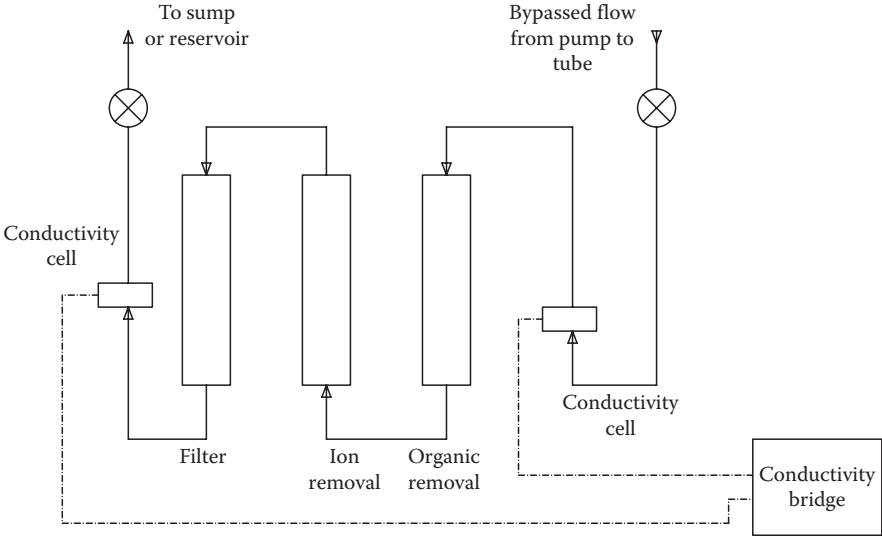 To sump
or reservoir
Bypassed flow
from pump to
tube
Conductivity
cell
Conductivity
cell
Filter
Ion
removal
Organic
removal
Conductivity
bridge